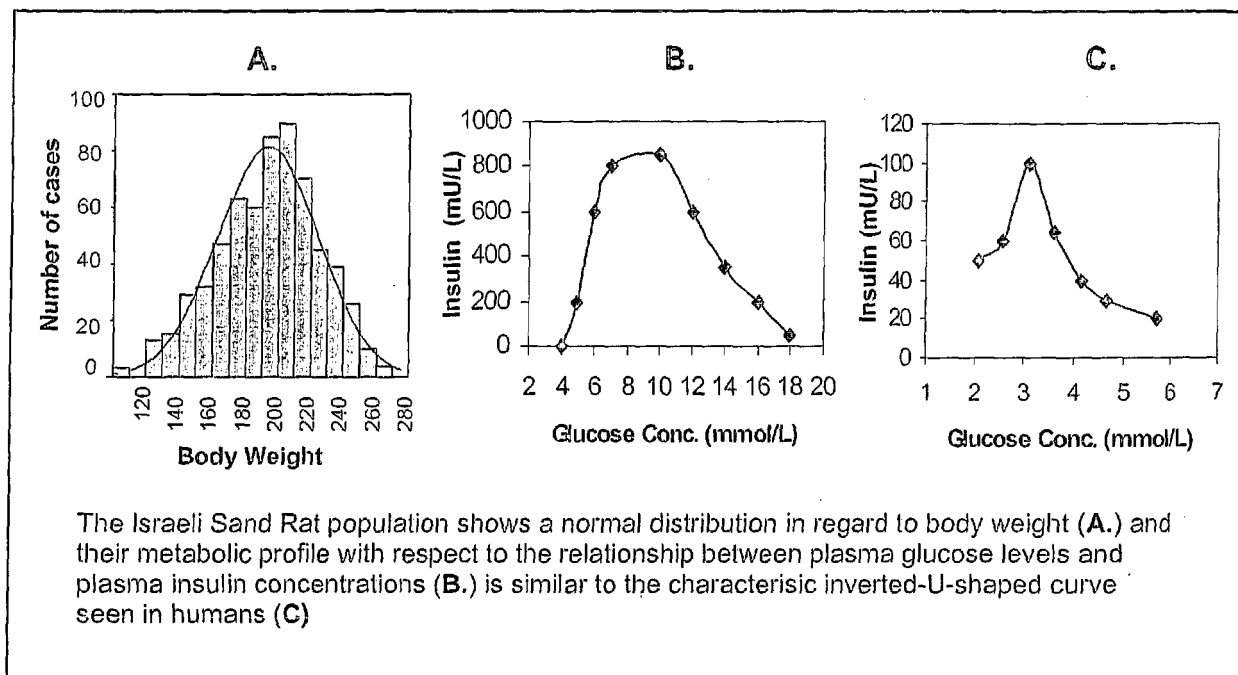 A.
B.
C.
Number of cases
100
80
60
40
20
0
120
140
160
180
200
220
240
260
280
Body Weight
Insulin (mU/L)
1000
800
600
400
200
0
2 4 6 8 10 12 14 16 18 20
Glucose Conc. (mmol/L)
Insulin (mU/L)
120
100
80
60
40
20
0
1 2 3 4 5 6 7
Glucose Conc. (mmol/L)
The Israeli Sand Rat population shows a normal distribution in regard to body weight (A.) and
their metabolic profile with respect to the relationship between plasma glucose levels and
plasma insulin concentrations (B.) is similar to the characterisic inverted-U-shaped curve
seen in humans (C)